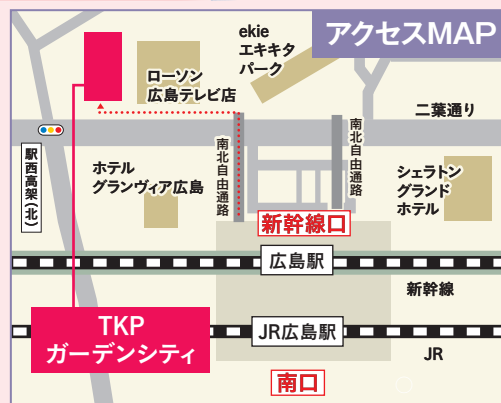 アクセスMAP
ekie
エキキタ
パーク
ローソン
広島テレビ店
二葉通り
南北自由通路
南北自由通路
駅西高架(北)
ホテル
グランヴィア広島
シェラトン
グランド
ホテル
新幹線口
広島駅
新幹線
TKP
ガーデンシティ
JR広島駅
JR
南口